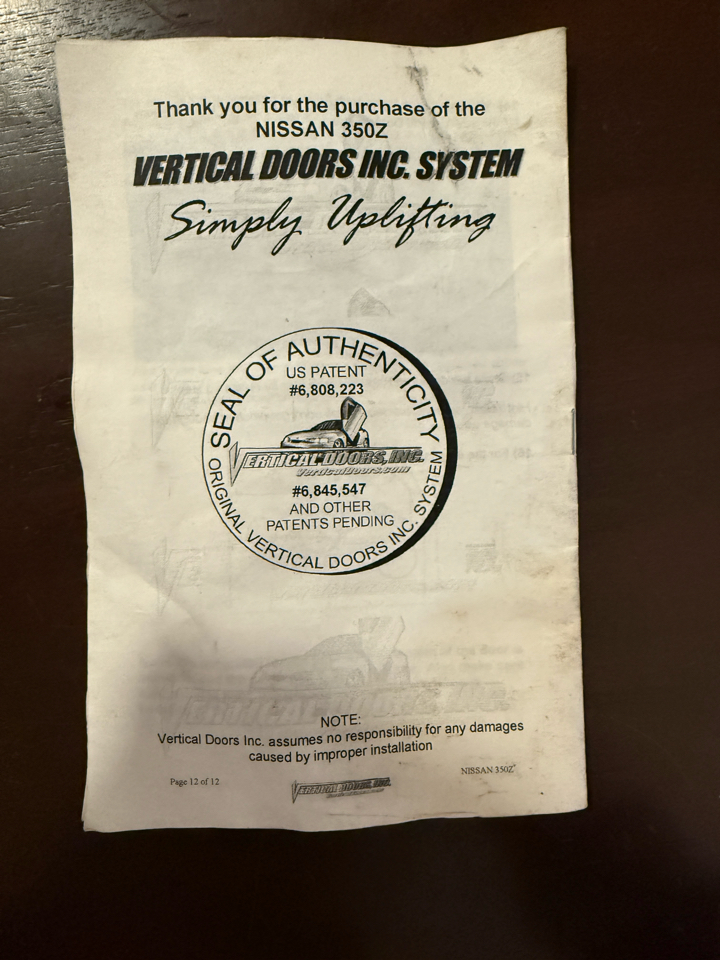 Thank you for the purchase of the
NISSAN 350Z
VERTICAL DOORS INC. SYSTEM
Simply Uplifting
SEAL OF AUTHENTICITY
US PATENT
#6,808,223
VERTICAL DOORS, INC.
VerticalDoors.com
#6,845,547
AND OTHER
PATENTS PENDING
ORIGINAL VERTICAL DOORS INC. SYSTEM
NOTE:
Vertical Doors Inc. assumes no responsibility for any damages
caused by improper installation
Page 12 of 12
VERTICAL DOORS, INC.
NISSAN 350Z